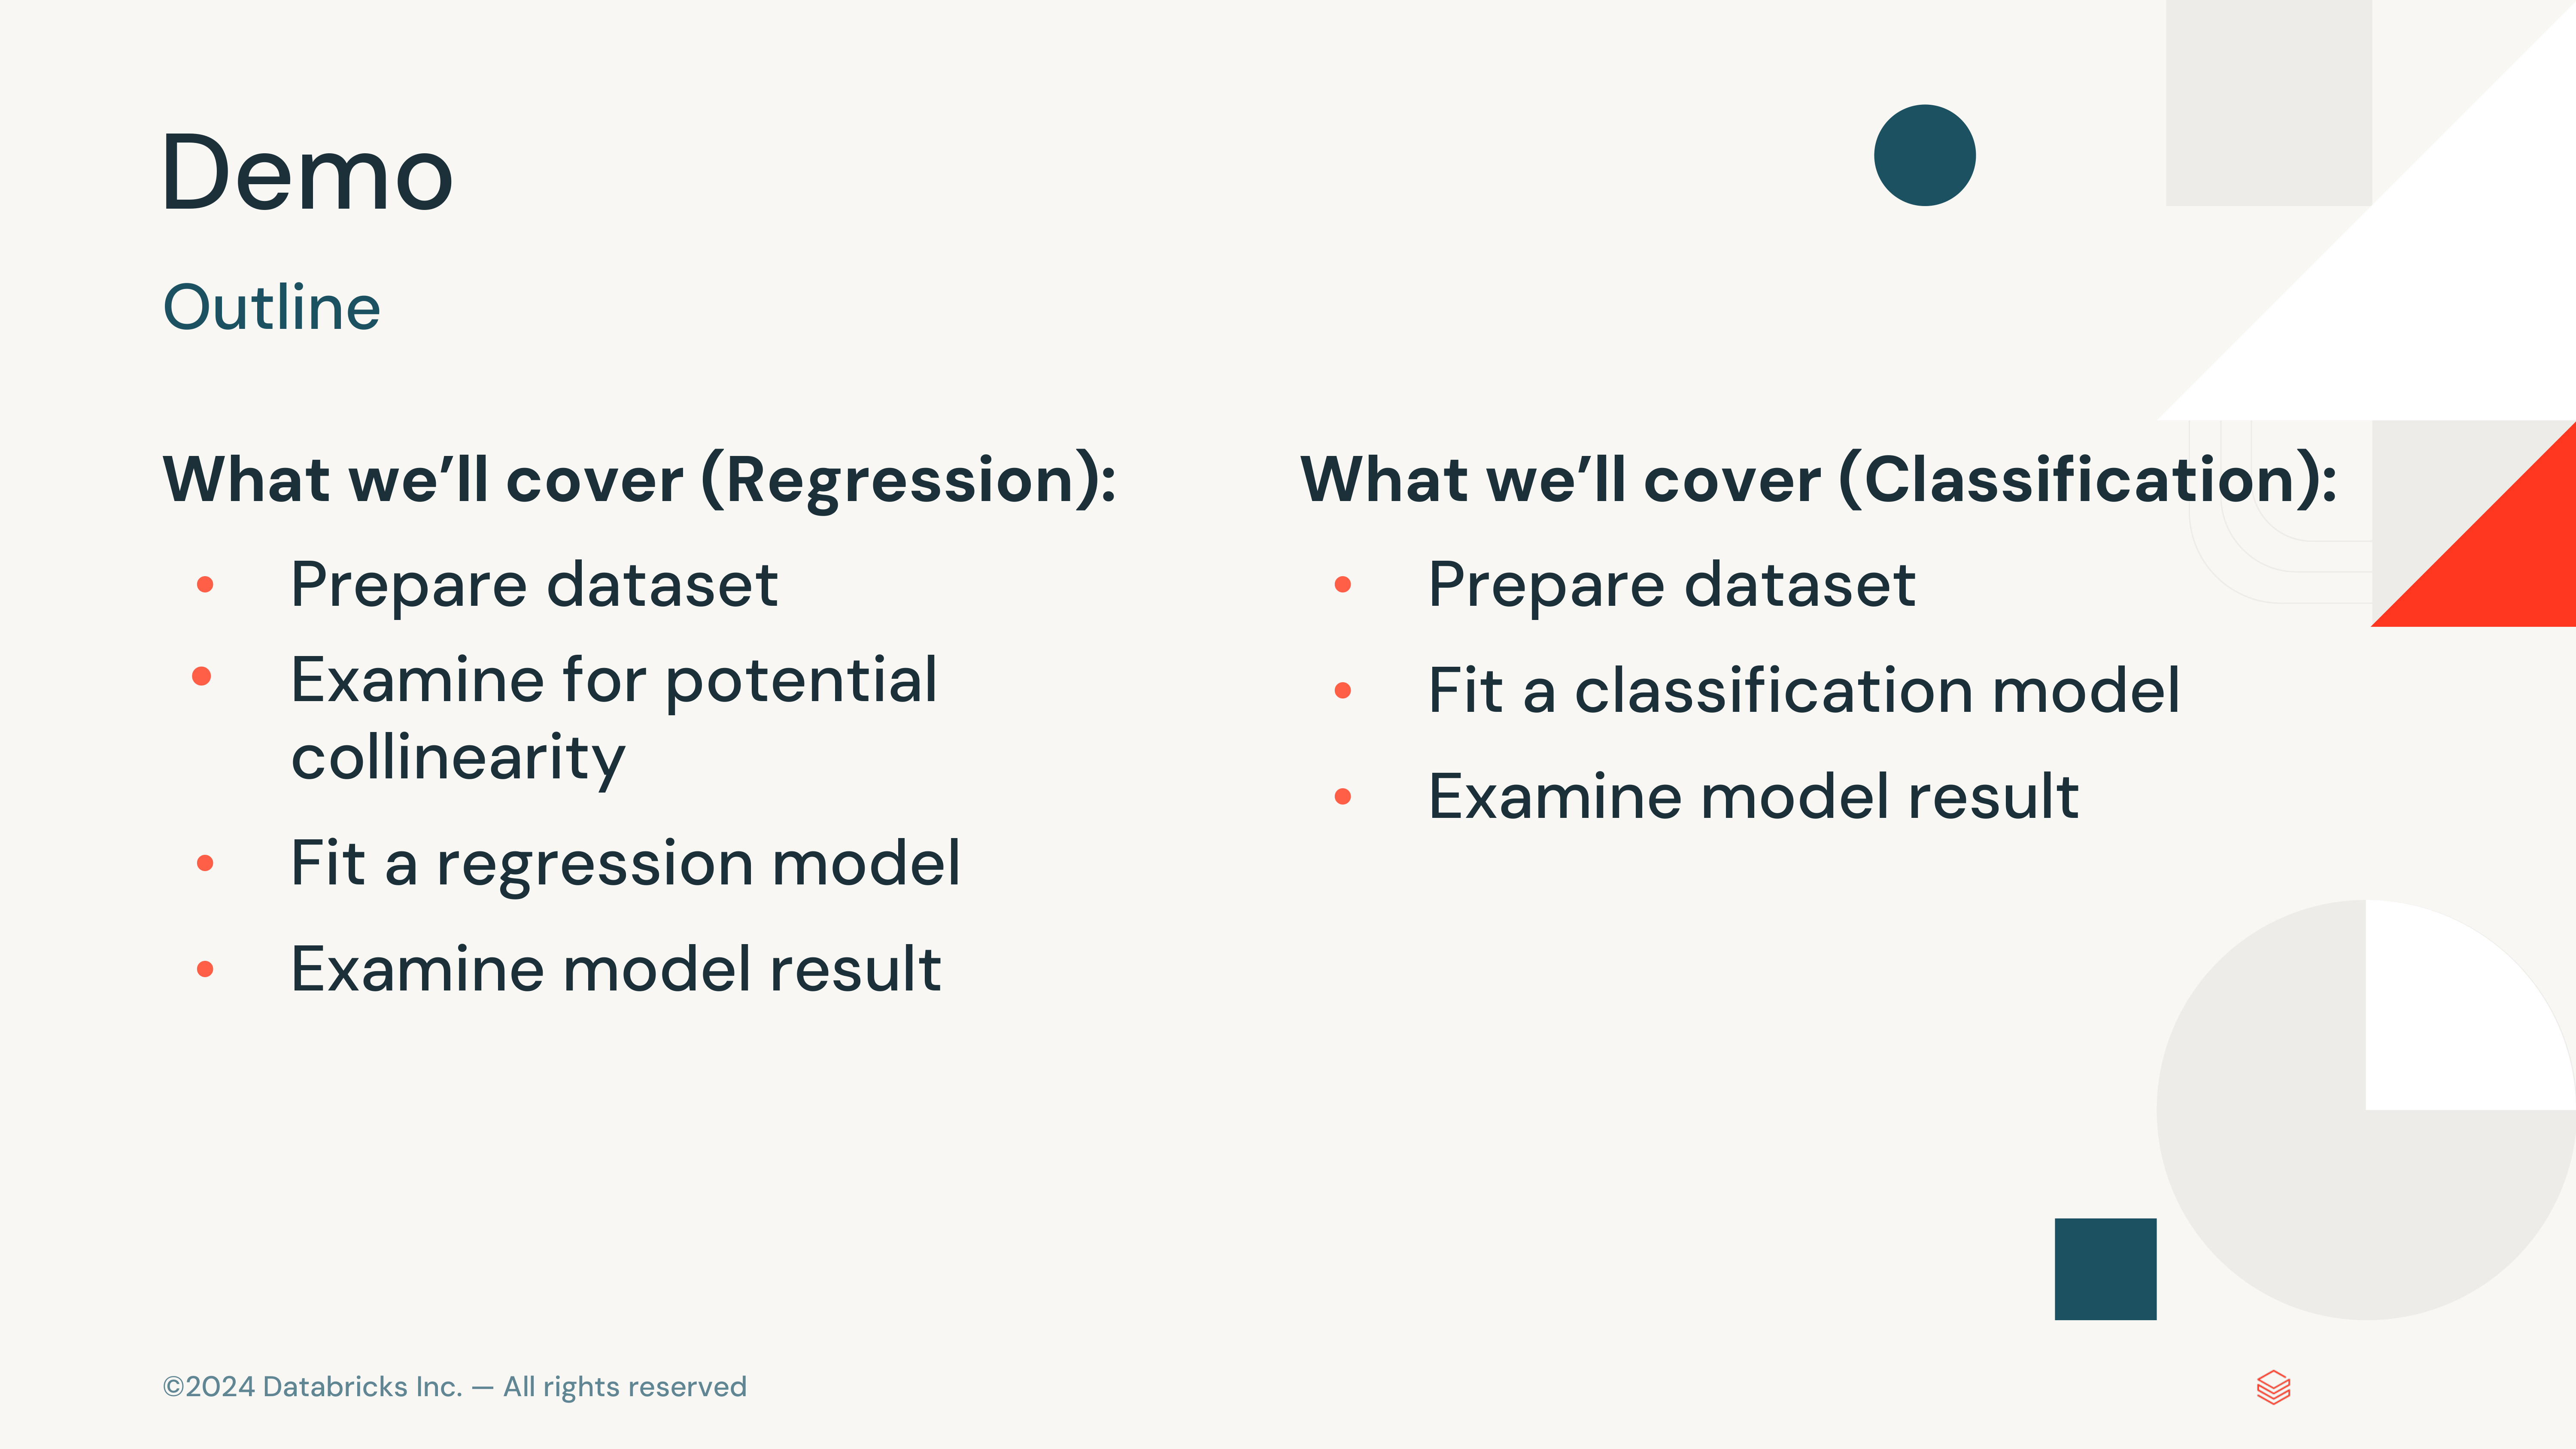 Demo
Outline
What we’ll cover (Regression):
• Prepare dataset
• Examine for potential
collinearity
• Fit a regression model
• Examine model result
What we’ll cover (Classification):
• Prepare dataset
• Fit a classification model
• Examine model result
©2024 Databricks Inc. — All rights reserved